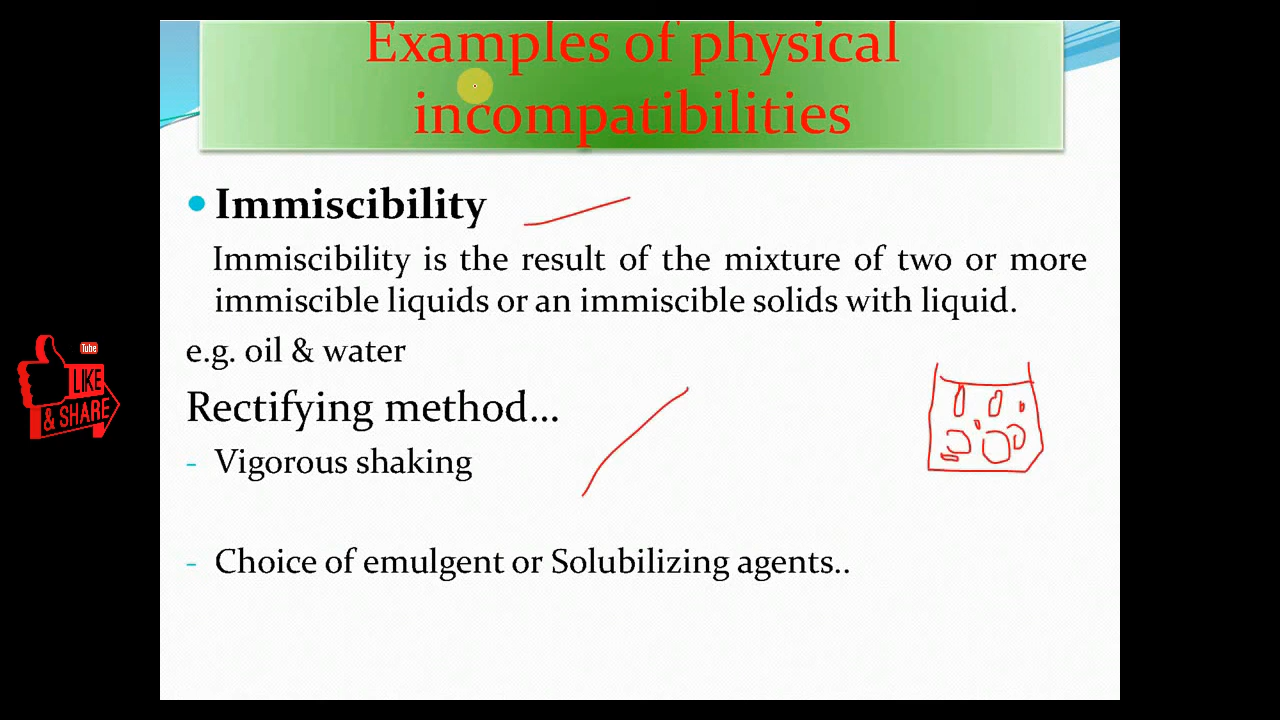 Examples of physical
incompatibilities
Immiscibility
Immiscibility is the result of the mixture of two or more
immiscible liquids or an immiscible solids with liquid.
e.g. oil & water
Rectifying method...
- Vigorous shaking
- Choice of emulgent or Solubilizing agents..
Tube
LIKE
& SHARE